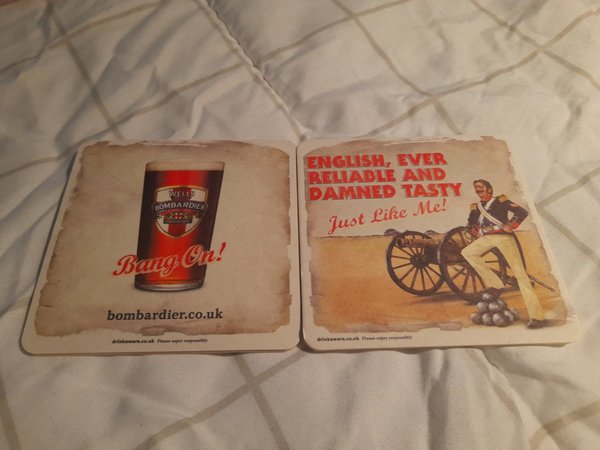 WELLS
BOMBARDIER
BEER
Bang On!
bombardier.co.uk
drinkaware.co.uk Please enjoy responsibly
ENGLISH, EVER
RELIABLE AND
DAMNED TASTY
Just Like Me!
drinkaware.co.uk Please enjoy responsibly